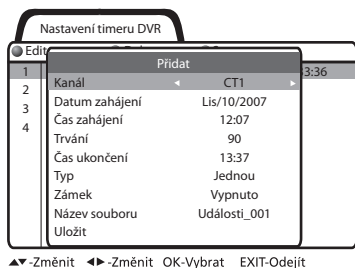 Nastavení timeru DVR
Edit
Přidat
1 3:36
Kanál CT1
2
Datum zahájení Lis/10/2007
3
Čas zahájení 12:07
4
Trvání 90
Čas ukončení 13:37
Typ Jednou
Zámek Vypnuto
Název souboru Události_001
Uložit
▲▼-Změnit ◄►-Změnit OK-Vybrat EXIT-Odejít